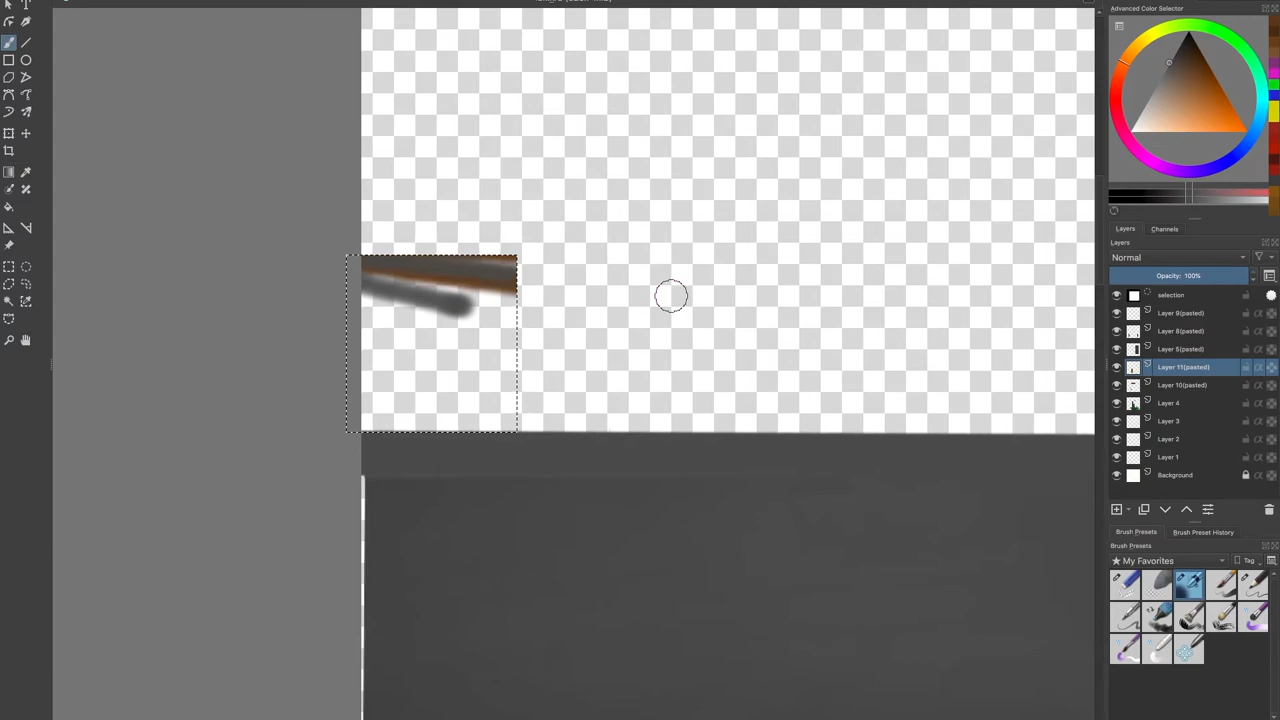 Advanced Color Selector
Layers Channels
Layers
Normal
Opacity: 100%
selection
Layer 9(pasted)
Layer 8(pasted)
Layer 5(pasted)
Layer 11(pasted)
Layer 10(pasted)
Layer 4
Layer 3
Layer 2
Layer 1
Background
Brush Presets Brush Preset History
Brush Presets
My Favorites Tag